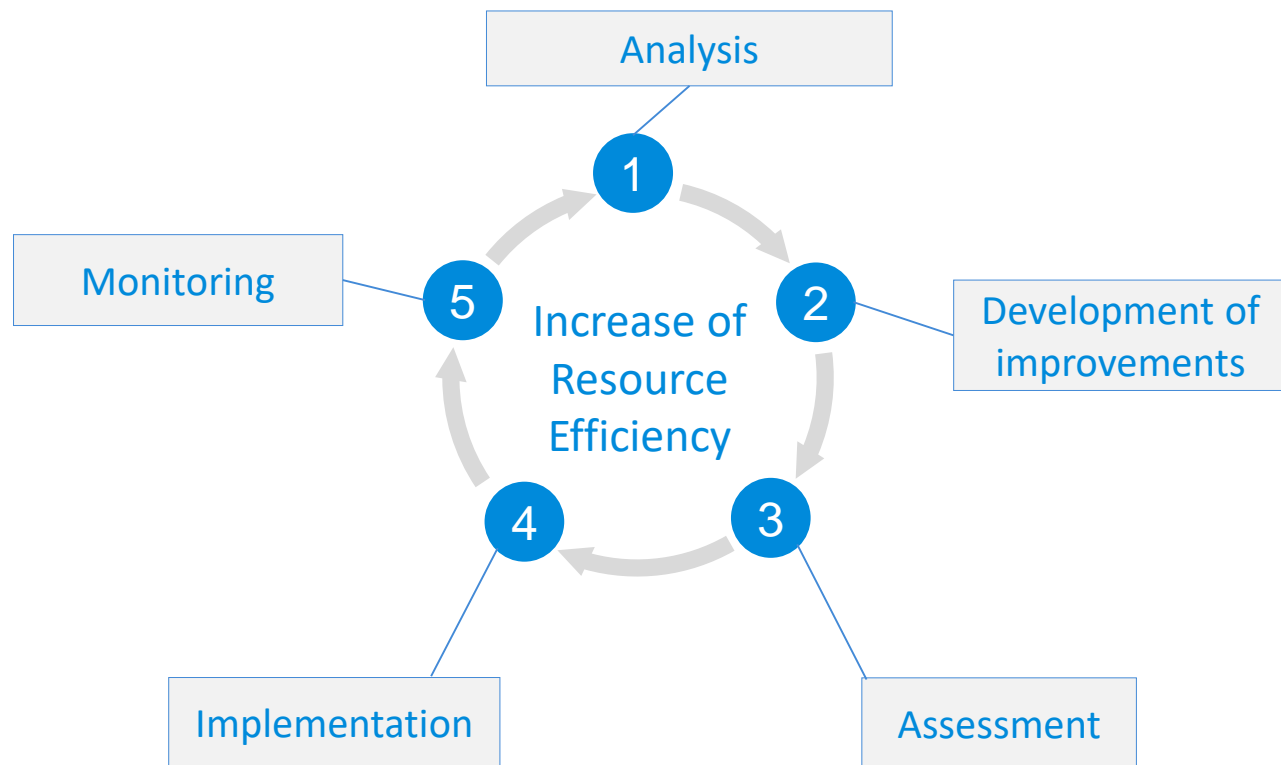 Analysis
1
Monitoring
5
2
Development of
improvements
Increase of
Resource
Efficiency
4
3
Implementation
Assessment